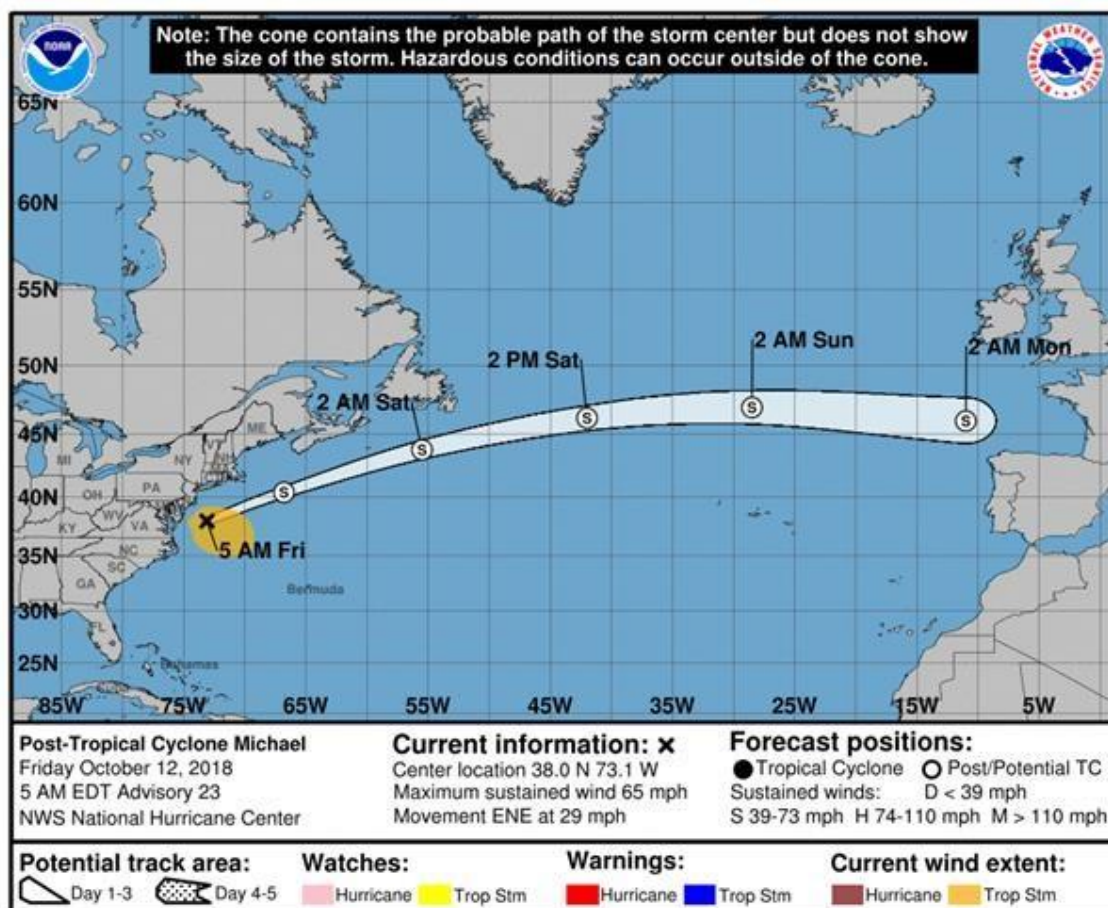 Note: The cone contains the probable path of the storm center but does not show
the size of the storm. Hazardous conditions can occur outside of the cone.
NOAA
NATIONAL WEATHER SERVICE
65N
60N
55N
50N
45N
40N
35N
30N
25N
2 AM Sun
2 PM Sat
2 AM Mon
2 AM Sat
S
S
S
S
S
5 AM Fri
ME
VT
NH
MI
NY
OH
PA
WV
KY
VA
NC
SC
GA
FL
Bermuda
Bahamas
85W 75W 65W 55W 45W 35W 25W 15W 5W
Post-Tropical Cyclone Michael
Friday October 12, 2018
5 AM EDT Advisory 23
NWS National Hurricane Center
Current information: ×
Center location 38.0 N 73.1 W
Maximum sustained wind 65 mph
Movement ENE at 29 mph
Forecast positions:
Tropical Cyclone Post/Potential TC
Sustained winds: D < 39 mph
S 39-73 mph H 74-110 mph M > 110 mph
Potential track area:
Day 1-3 Day 4-5
Watches:
Hurricane Trop Stm
Warnings:
Hurricane Trop Stm
Current wind extent:
Hurricane Trop Stm